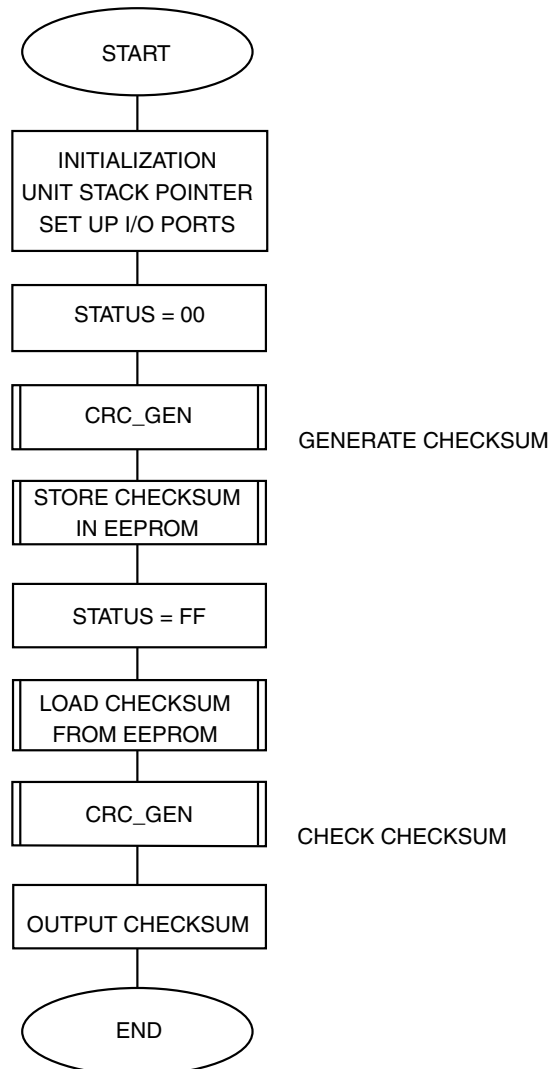 START
INITIALIZATION
UNIT STACK POINTER
SET UP I/O PORTS
STATUS = 00
CRC_GEN
GENERATE CHECKSUM
STORE CHECKSUM
IN EEPROM
STATUS = FF
LOAD CHECKSUM
FROM EEPROM
CRC_GEN
CHECK CHECKSUM
OUTPUT CHECKSUM
END